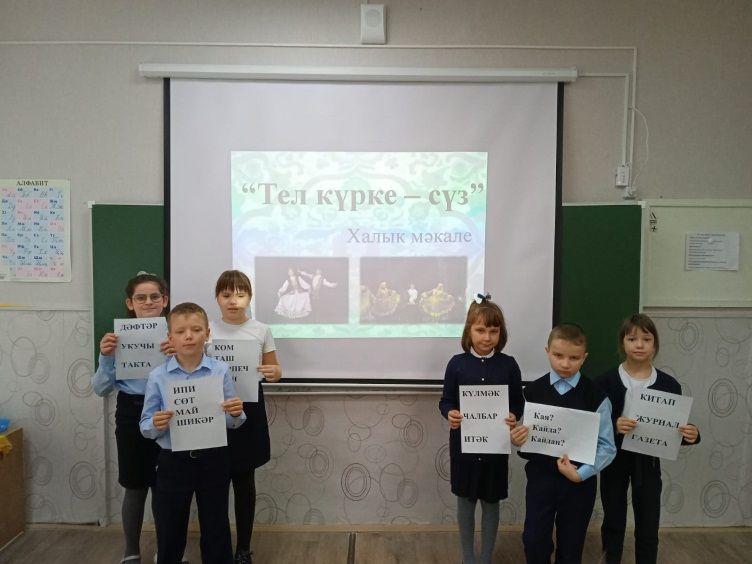 АЛФАВИТ
“Тел күрке – сүз”
Халык мәкале
ДӘФТӘР
УКУЧЫ
ТАКТА
ИПИ
СӨТ
МАЙ
ШИКӘР
КОМ
ТАШ
КҮЛМӘК
ЧАЛБАР
ИТӘК
Кая?
Кайда?
Кайдан?
КИТАП
ЖУРНАЛ
ГАЗЕТА